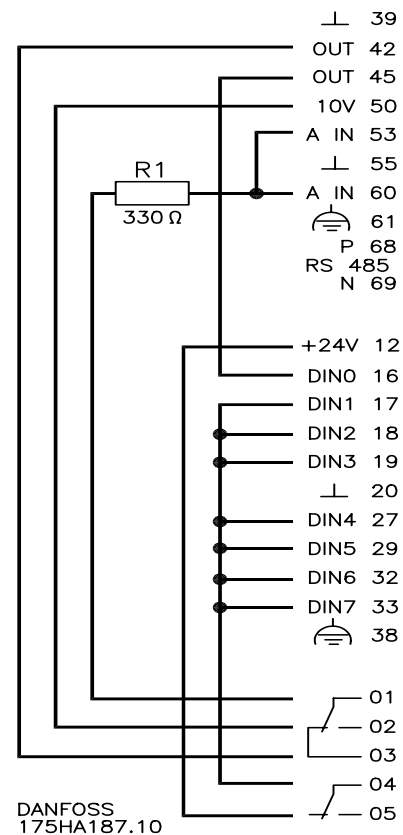 39
OUT 42
OUT 45
10V 50
A IN 53
55
R1
A IN 60
330 Ω
61
P 68
RS 485
N 69
+24V 12
DIN0 16
DIN1 17
DIN2 18
DIN3 19
20
DIN4 27
DIN5 29
DIN6 32
DIN7 33
38
01
02
03
04
05
DANFOSS
175HA187.10